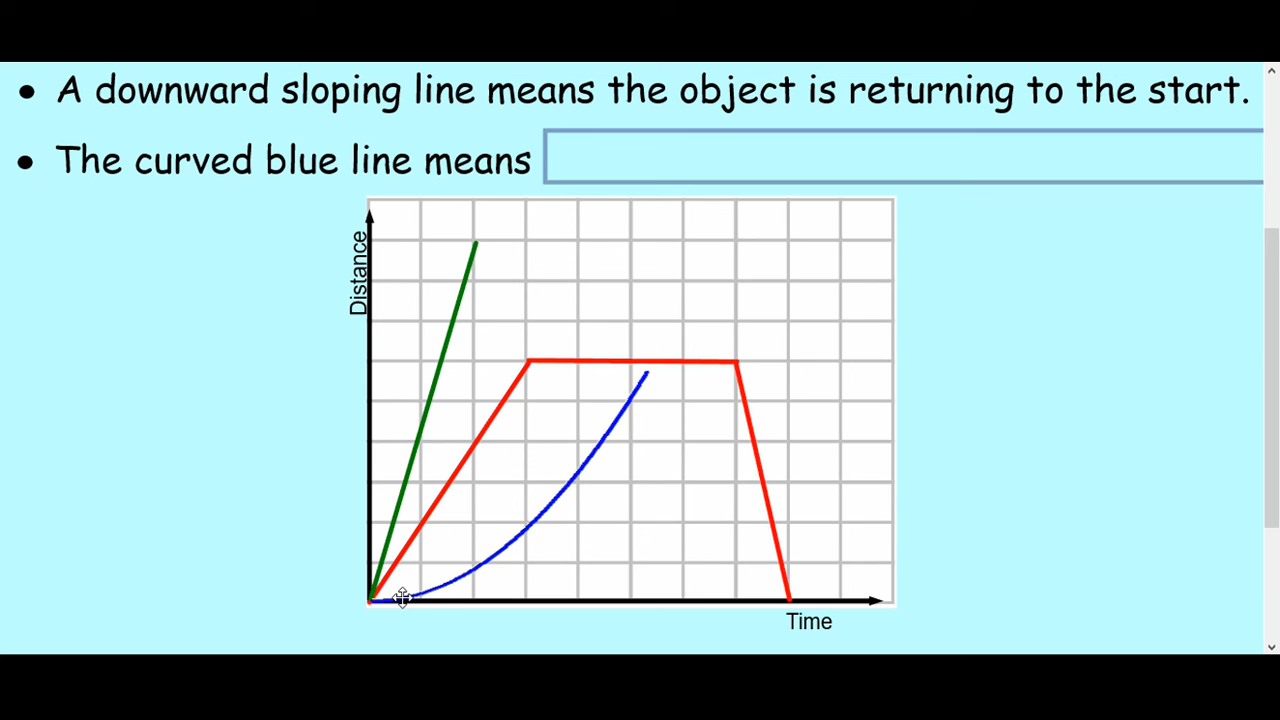 • A downward sloping line means the object is returning to the start.
• The curved blue line means
Distance
Time